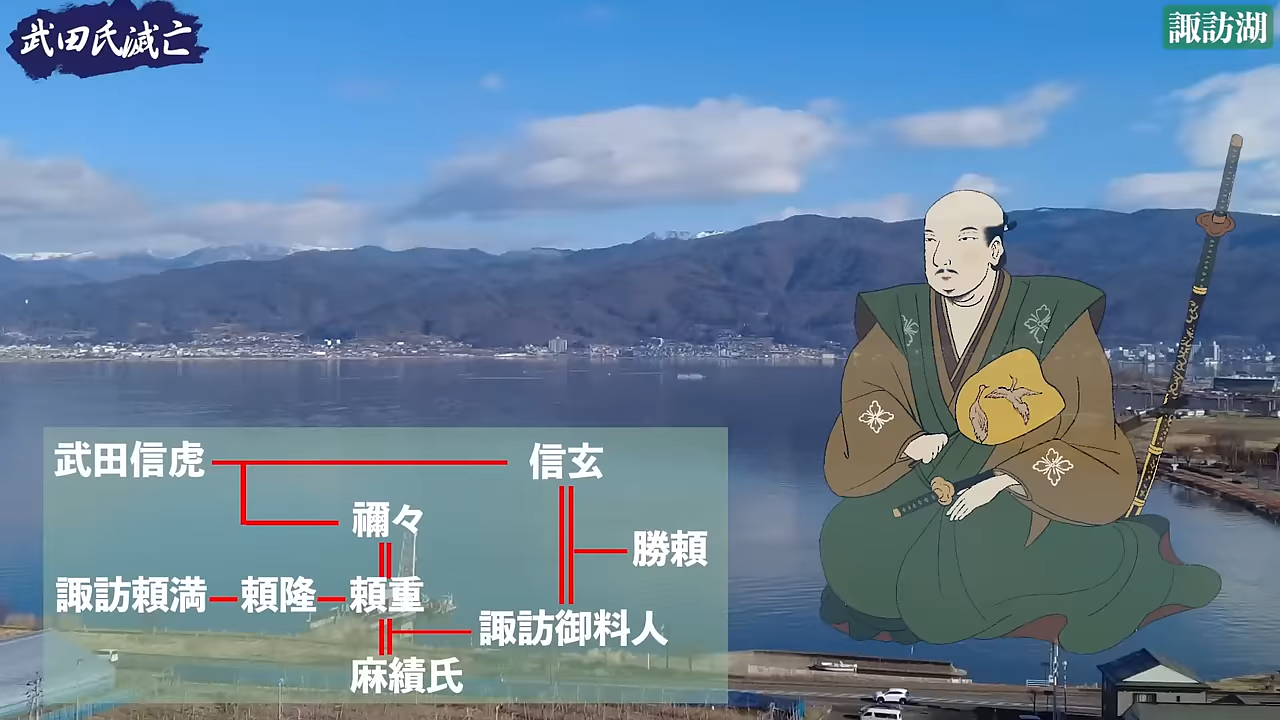 武田氏滅亡
諏訪湖
武田信虎
信玄
禰々
勝頼
諏訪頼満
頼隆
頼重
諏訪御料人
麻績氏